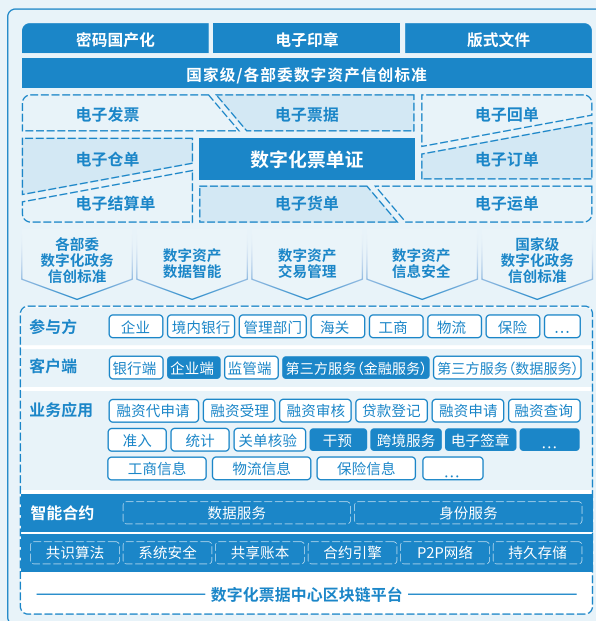 密码国产化 电子印章 版式文件
国家级/各部委数字资产信创标准
电子发票 电子票据 电子回单
电子仓单 数字化票单证 电子订单
电子结算单 电子货单 电子运单
各部委
数字化政务
信创标准
数字资产
数据智能
数字资产
交易管理
数字资产
信息安全
国家级
数字化政务
信创标准
参与方 企业 境内银行 管理部门 海关 工商 物流 保险 …
客户端 银行端 企业端 监管端 第三方服务(金融服务) 第三方服务(数据服务)
业务应用 融资代申请 融资受理 融资审核 贷款登记 融资申请 融资查询
准入 统计 关单核验 干预 跨境服务 电子签章 …
工商信息 物流信息 保险信息 …
智能合约 数据服务 身份服务
共识算法 系统安全 共享账本 合约引擎 P2P网络 持久存储
数字化票据中心区块链平台